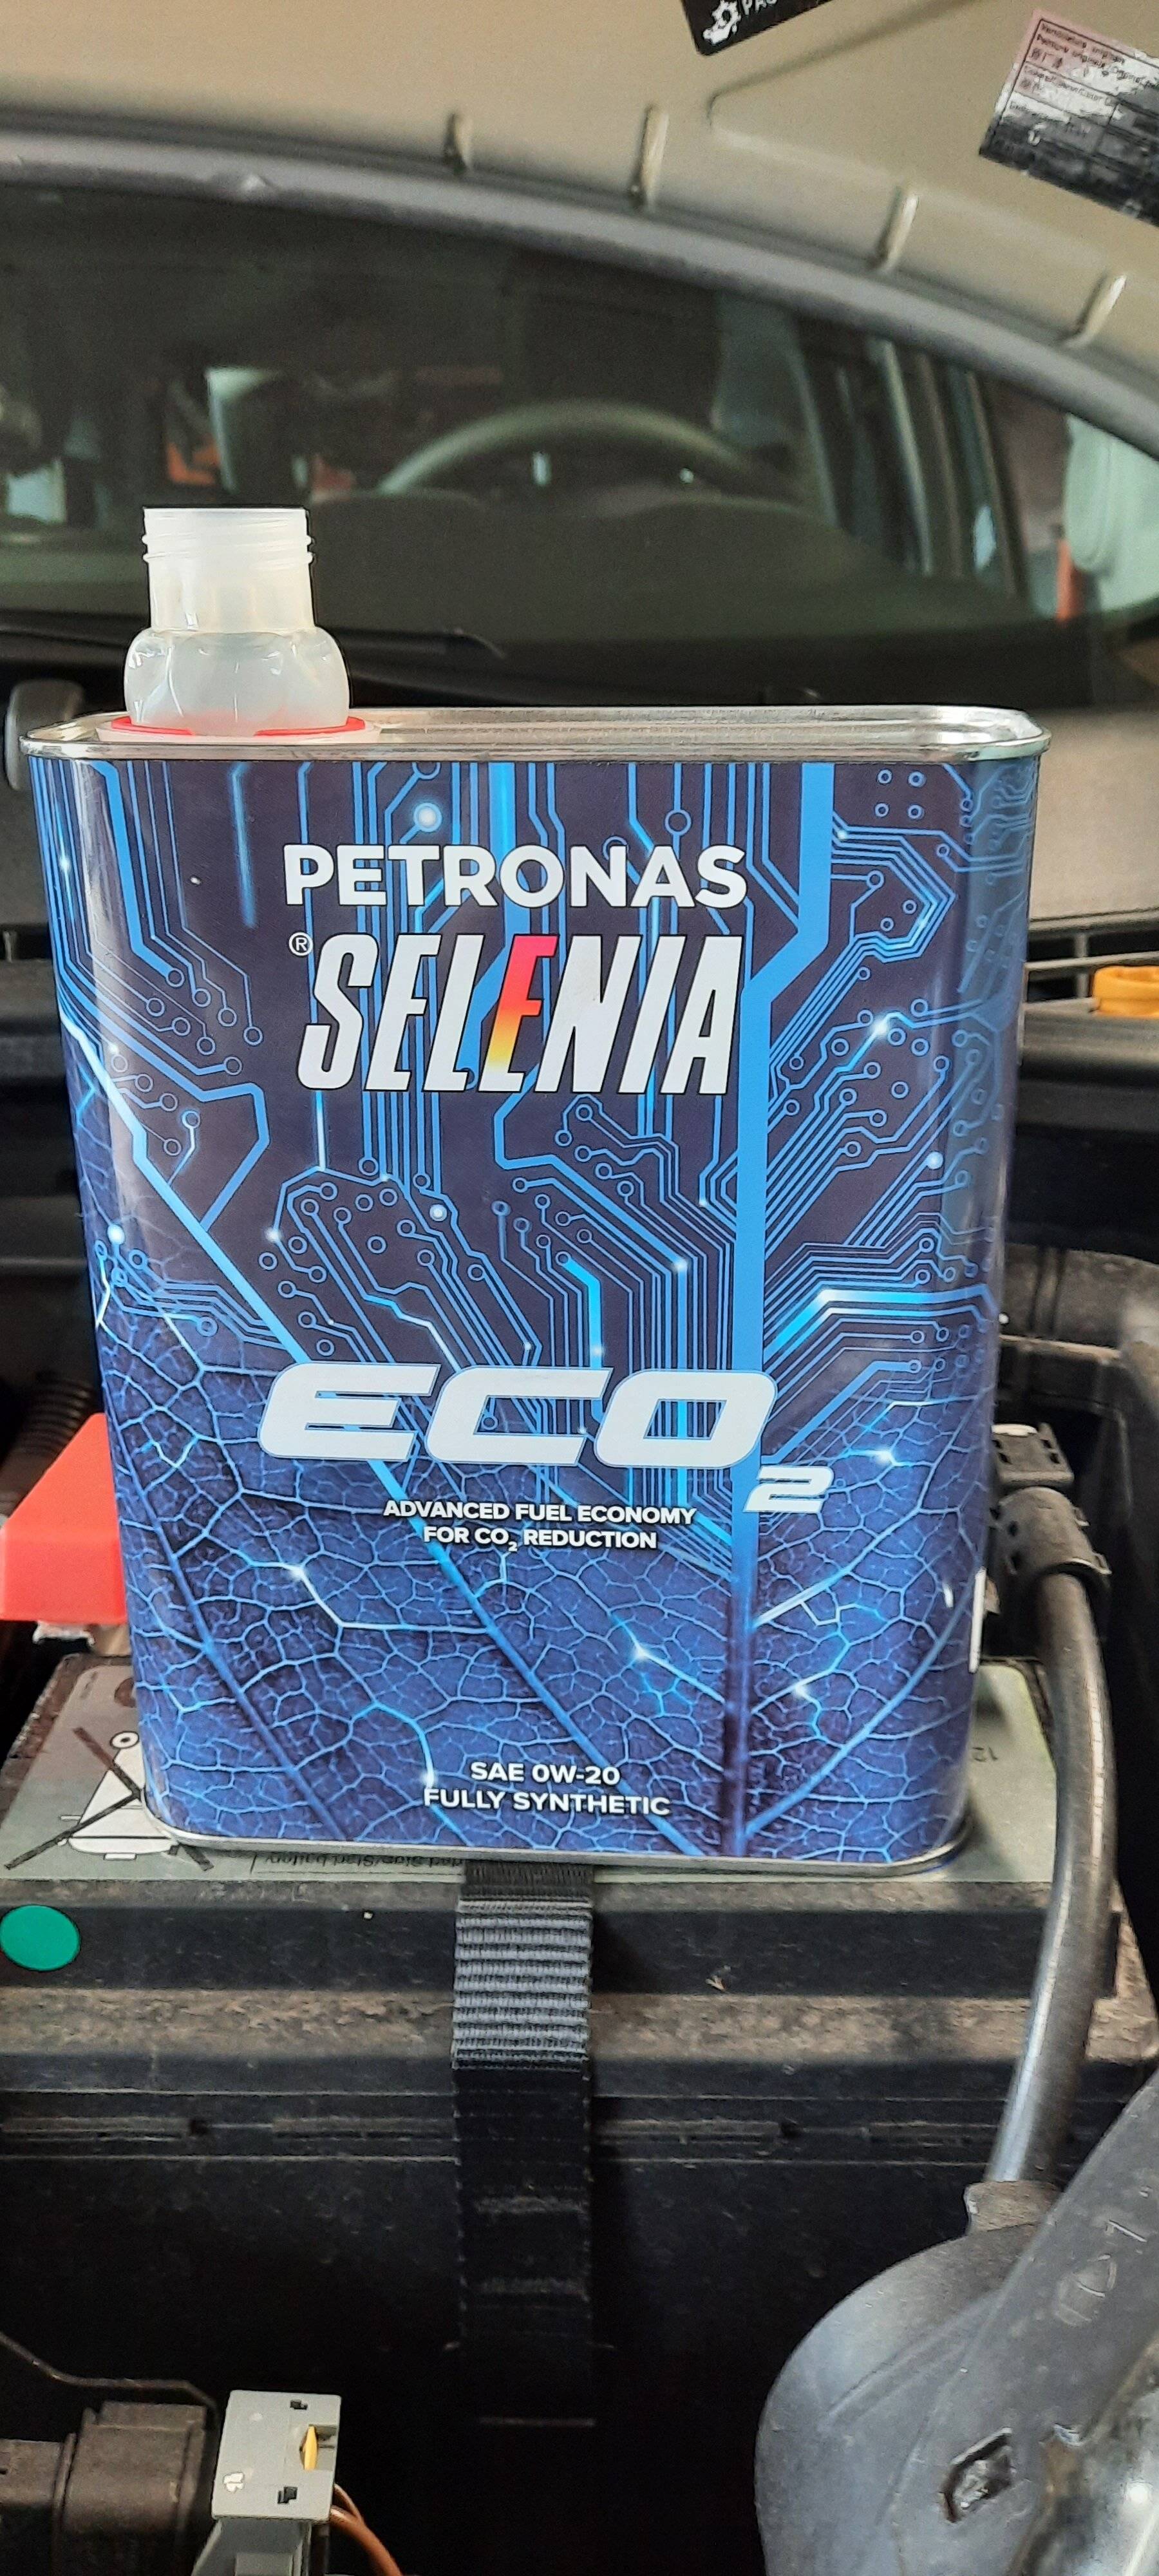 PETRONAS
® SELENIA
ECO2
ADVANCED FUEL ECONOMY
FOR CO2 REDUCTION
SAE 0W-20
FULLY SYNTHETIC